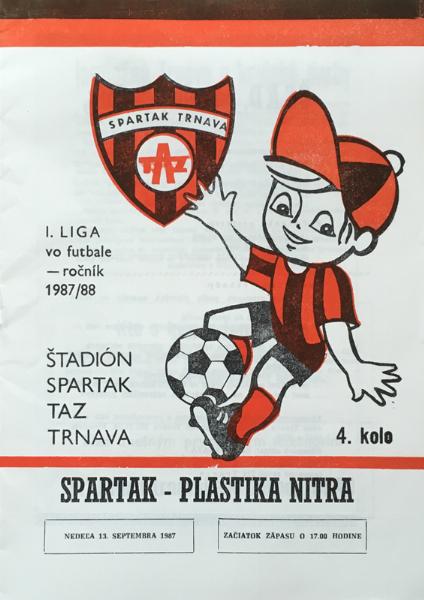 SPARTAK TRNAVA
TAZ
I. LIGA
vo futbale
— ročník
1987/88
ŠTADIÓN
SPARTAK
TAZ
TRNAVA
4. kolo
SPARTAK - PLASTIKA NITRA
NEDEĽA 13. SEPTEMBRA 1987
ZAČIATOK ZÁPASU O 17.00 HODINE